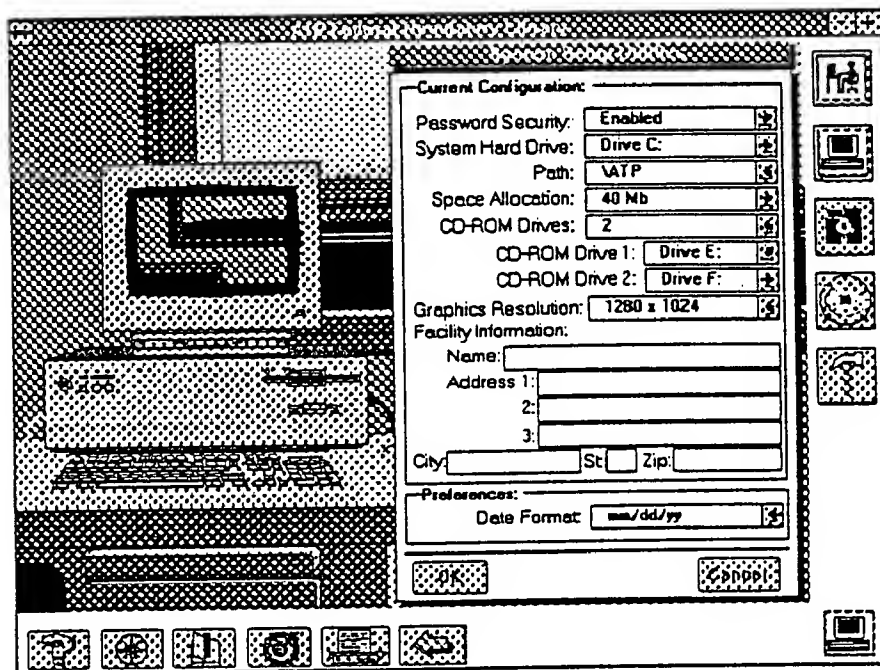 Current Configuration:
Password Security: Enabled
System Hard Drive: Drive C:
Path: \ATP
Space Allocation: 40 Mb
CD-ROM Drives: 2
CD-ROM Drive 1: Drive E:
CD-ROM Drive 2: Drive F:
Graphics Resolution: 1280 x 1024
Facility Information:
Name:
Address 1:
2:
3:
City: St: Zip:
Preferences:
Date Format: mm/dd/yy
OK Cancel